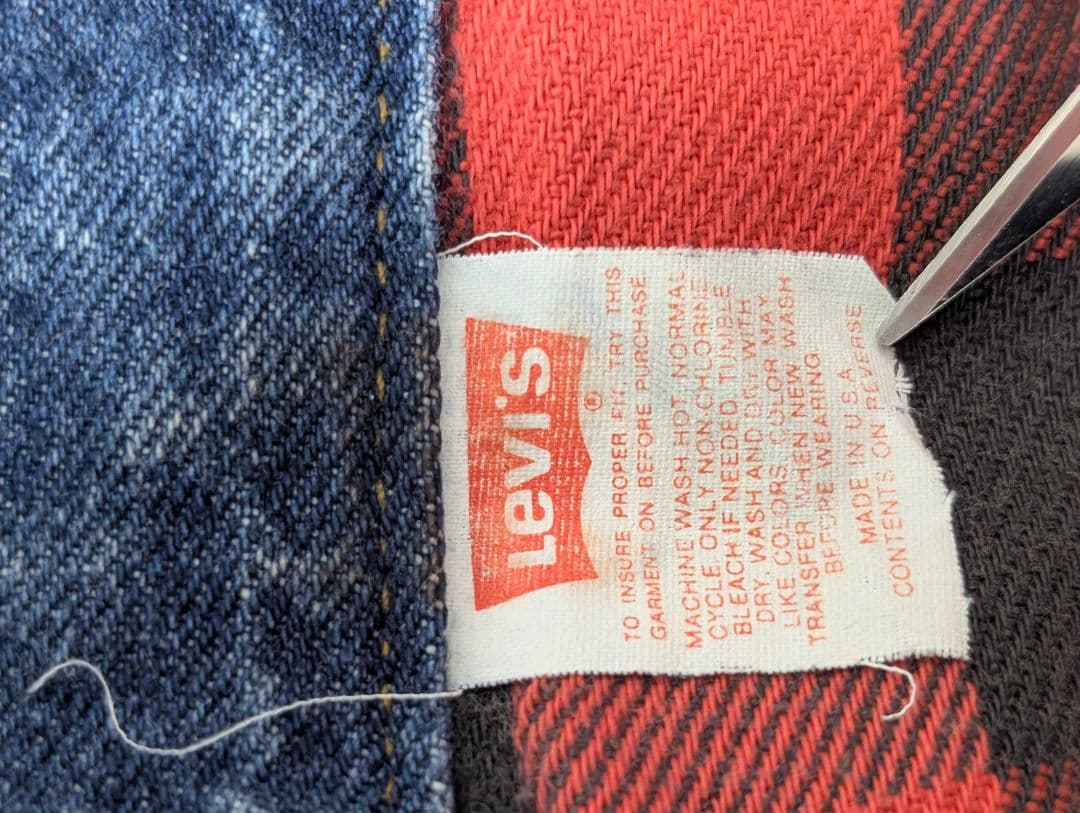 Levi's
®
TO INSURE PROPER FIT, TRY THIS
GARMENT ON BEFORE PURCHASE
MACHINE WASH HOT NORMAL
CYCLE ONLY NON-CHLORINE
BLEACH IF NEEDED TUMBLE
DRY WASH AND DRY WITH
LIKE COLORS. COLOR MAY
TRANSFER WHEN NEW. WASH
BEFORE WEARING
MADE IN U.S.A.
CONTENTS ON REVERSE